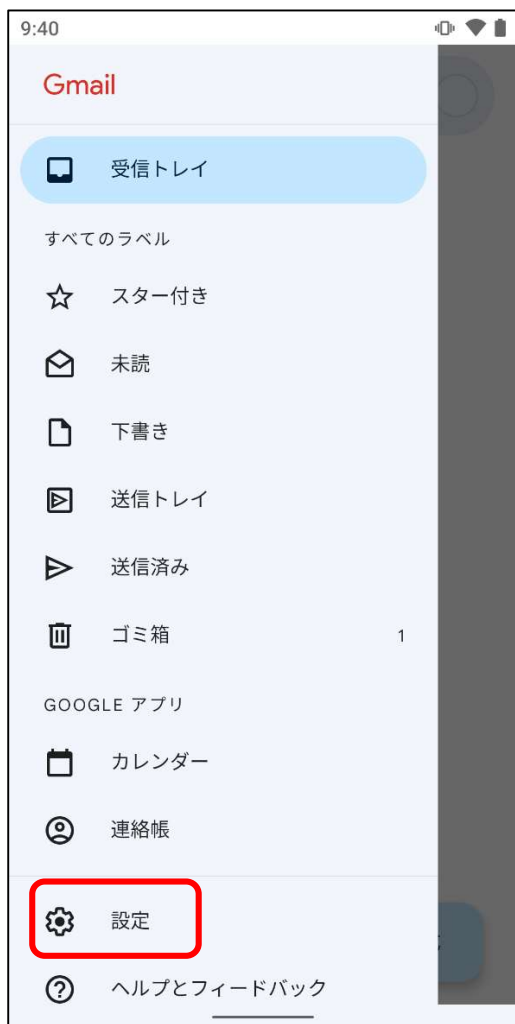 9:40
Gmail
受信トレイ
すべてのラベル
スター付き
未読
下書き
送信トレイ
送信済み
ゴミ箱 1
GOOGLE アプリ
カレンダー
連絡帳
設定
ヘルプとフィードバック